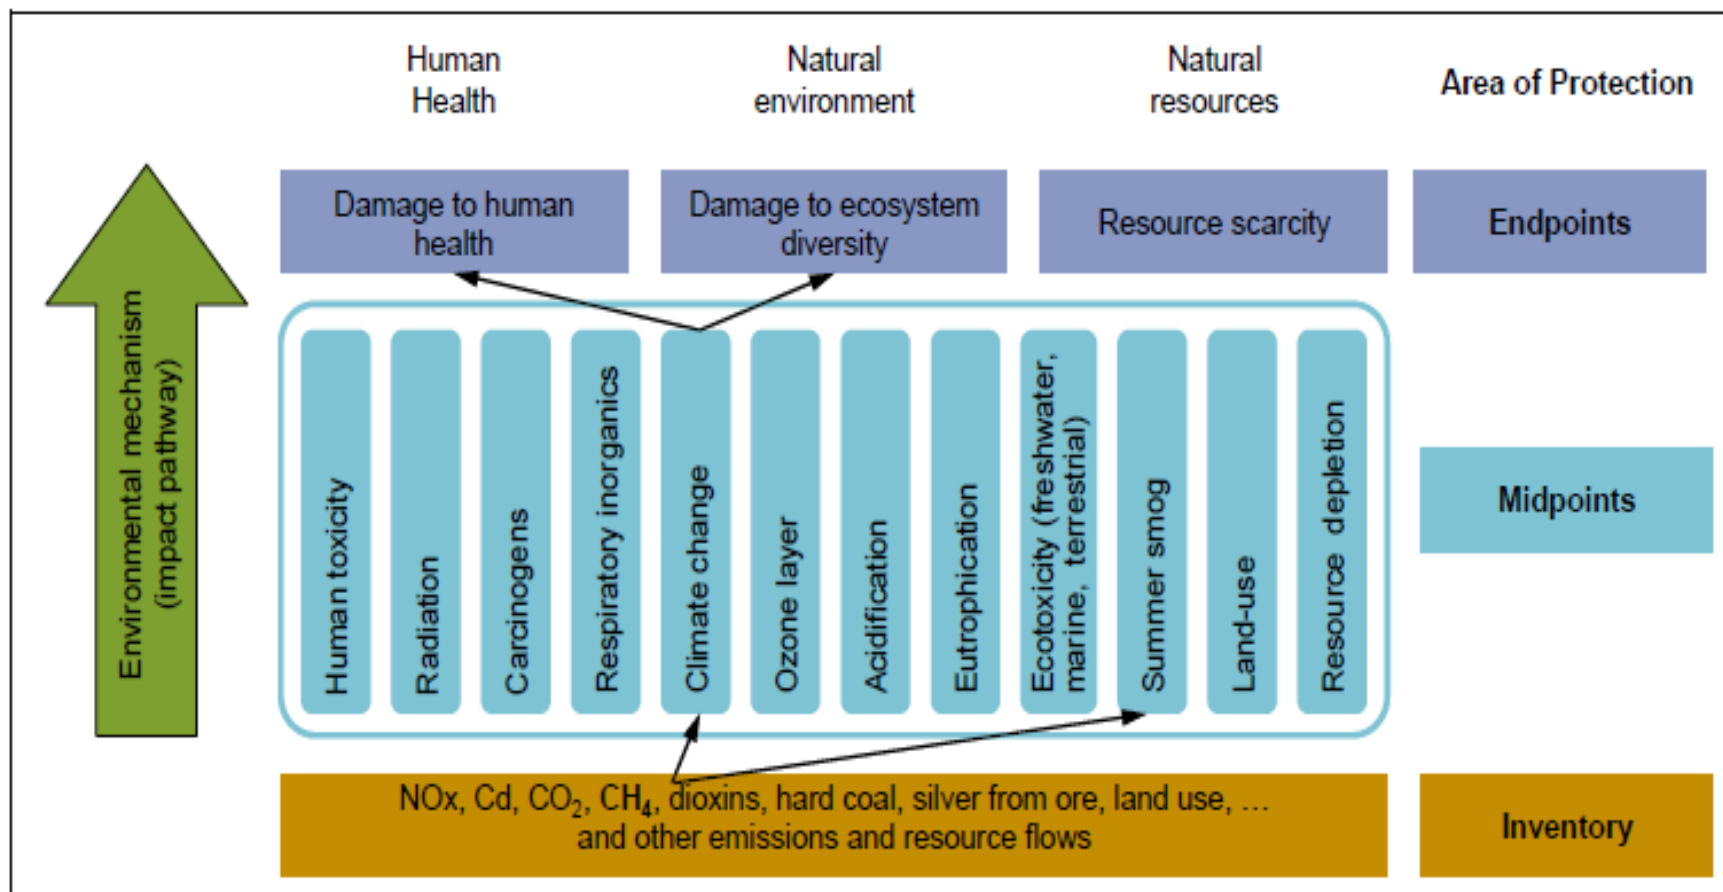 Human
Health
Natural
environment
Natural
resources
Area of Protection
Damage to human
health
Damage to ecosystem
diversity
Resource scarcity
Endpoints
Environmental mechanism
(impact pathway)
Human toxicity
Radiation
Carcinogens
Respiratory inorganics
Climate change
Ozone layer
Acidification
Eutrophication
Ecotoxicity (freshwater,
marine, terrestrial)
Summer smog
Land-use
Resource depletion
Midpoints
NOx, Cd, CO₂, CH₄, dioxins, hard coal, silver from ore, land use, ...
and other emissions and resource flows
Inventory